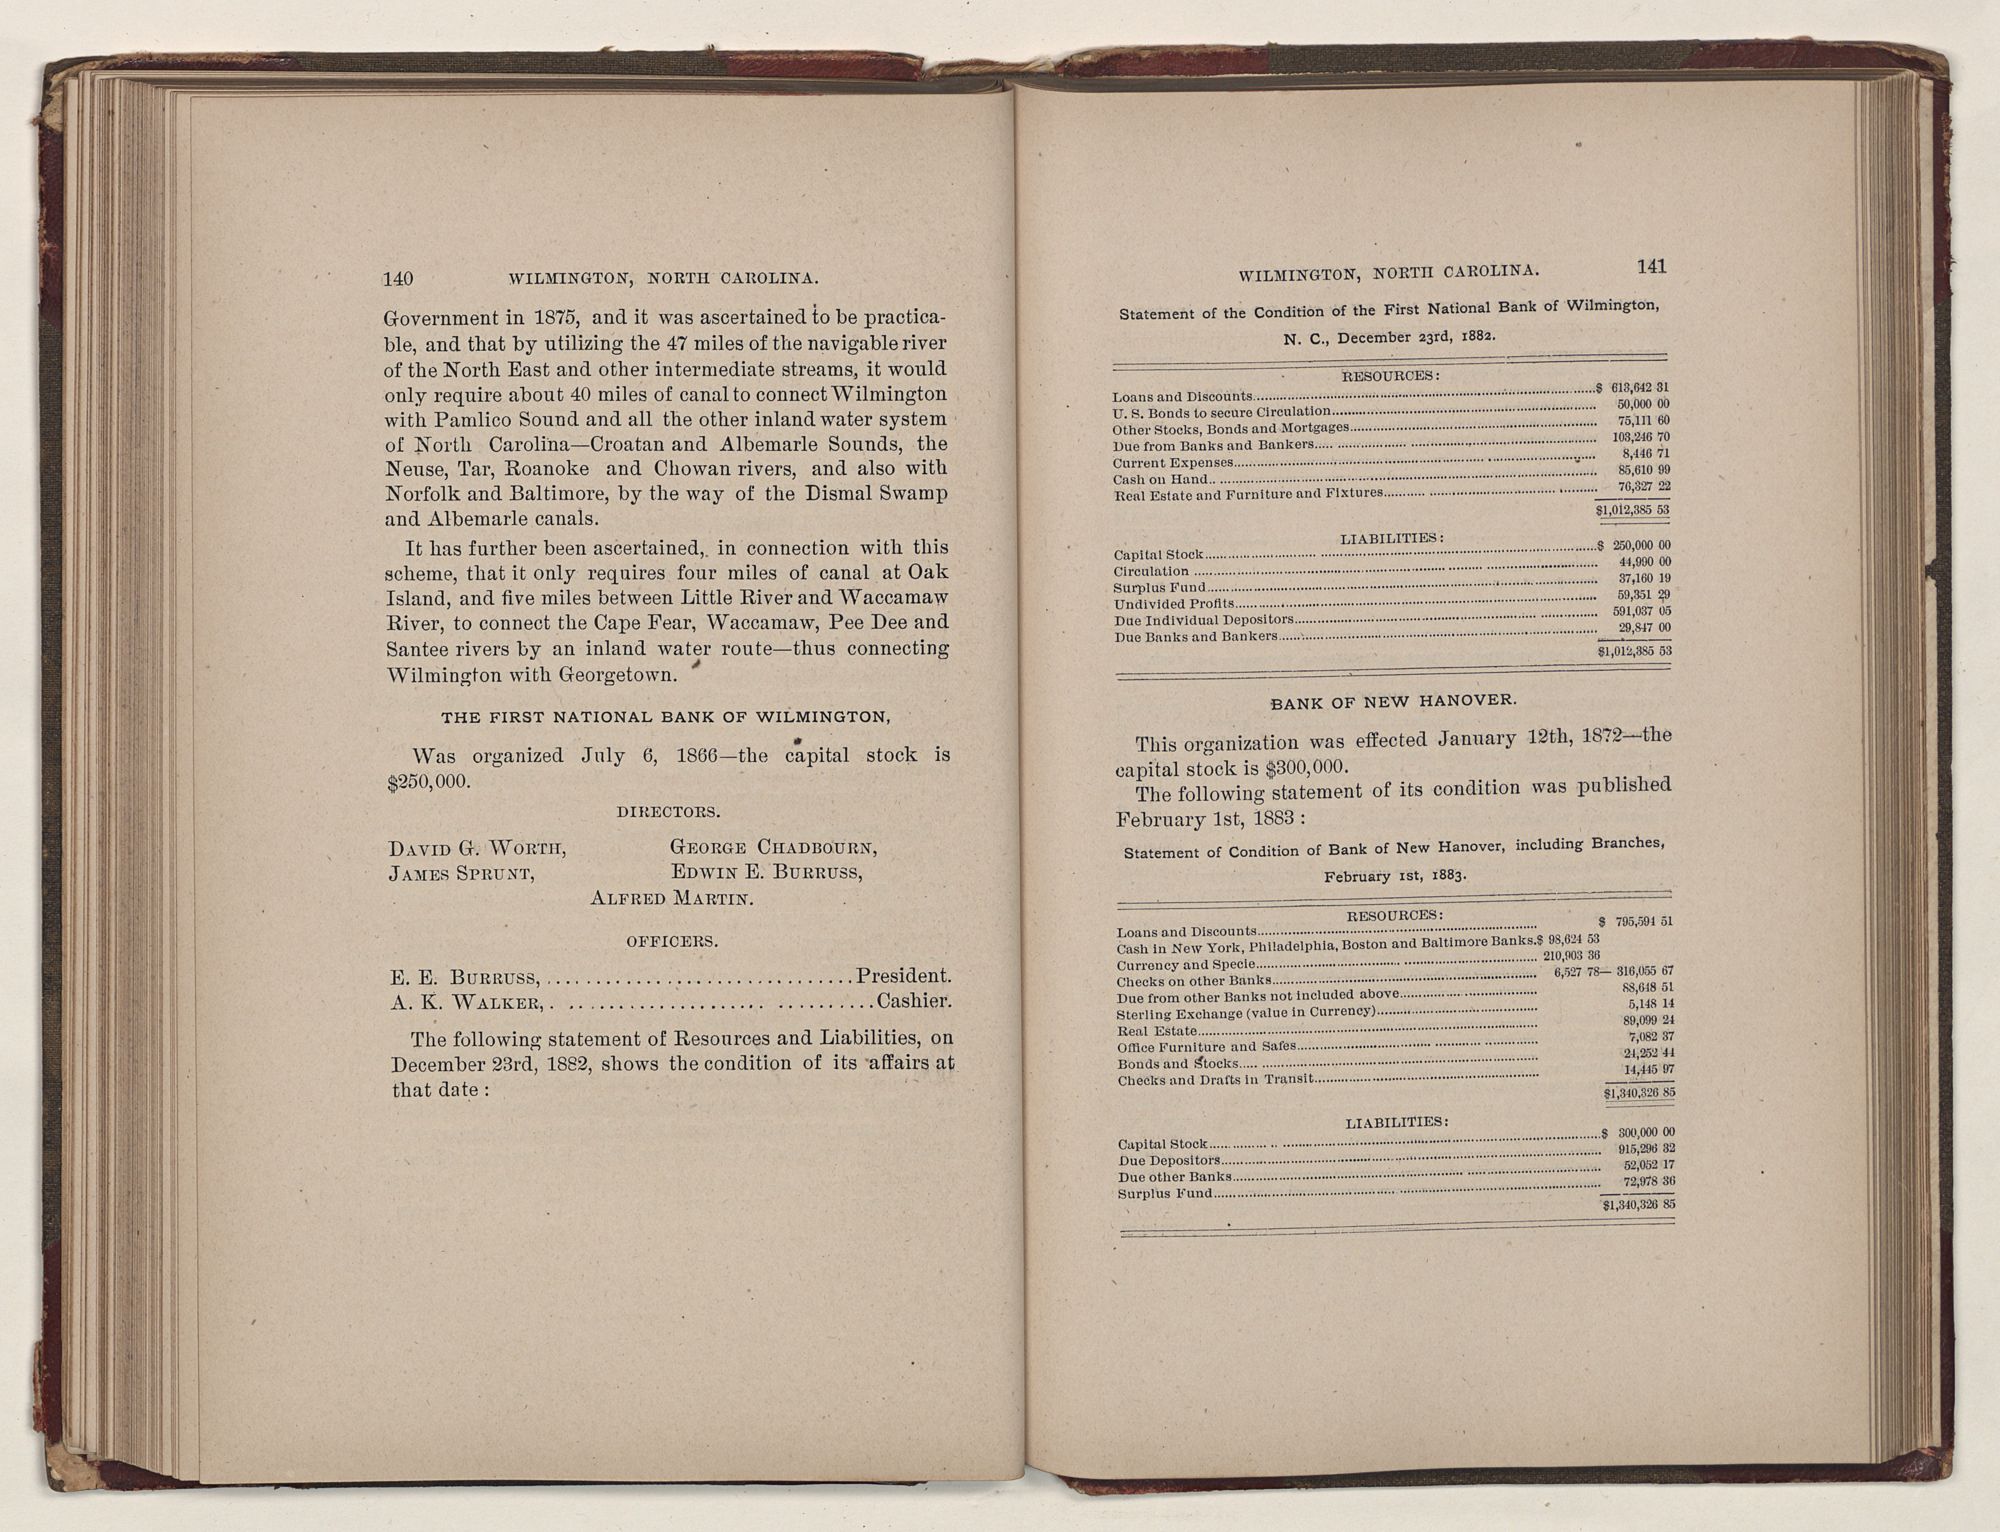 140 WILMINGTON, NORTH CAROLINA.
Government in 1875, and it was ascertained to be practica-
ble, and that by utilizing the 47 miles of the navigable river
of the North East and other intermediate streams, it would
only require about 40 miles of canal to connect Wilmington
with Pamlico Sound and all the other inland water system
of North Carolina—Croatan and Albemarle Sounds, the
Neuse, Tar, Roanoke and Chowan rivers, and also with
Norfolk and Baltimore, by the way of the Dismal Swamp
and Albemarle canals.
It has further been ascertained, in connection with this
scheme, that it only requires four miles of canal at Oak
Island, and five miles between Little River and Waccamaw
River, to connect the Cape Fear, Waccamaw, Pee Dee and
Santee rivers by an inland water route—thus connecting
Wilmington with Georgetown.
THE FIRST NATIONAL BANK OF WILMINGTON,
Was organized July 6, 1866—the capital stock is
$250,000.
DIRECTORS.
DAVID G. WORTH, GEORGE CHADBOURN,
JAMES SPRUNT, EDWIN E. BURRUSS,
ALFRED MARTIN.
OFFICERS.
E. E. BURRUSS, President.
A. K. WALKER, Cashier.
The following statement of Resources and Liabilities, on
December 23rd, 1882, shows the condition of its affairs at
that date :
WILMINGTON, NORTH CAROLINA. 141
Statement of the Condition of the First National Bank of Wilmington,
N. C., December 23rd, 1882.
RESOURCES:
Loans and Discounts $ 613,642 31
U. S. Bonds to secure Circulation 50,000 00
Other Stocks, Bonds and Mortgages 75,111 60
Due from Banks and Bankers 103,246 70
Current Expenses 8,446 71
Cash on Hand 85,610 99
Real Estate and Furniture and Fixtures 76,327 22
$1,012,385 53
LIABILITIES:
Capital Stock $ 250,000 00
Circulation 44,990 00
Surplus Fund 37,160 19
Undivided Profits 59,351 29
Due Individual Depositors 591,037 05
Due Banks and Bankers 29,847 00
$1,012,385 53
BANK OF NEW HANOVER.
This organization was effected January 12th, 1872—the
capital stock is $300,000.
The following statement of its condition was published
February 1st, 1883 :
Statement of Condition of Bank of New Hanover, including Branches,
February 1st, 1883.
RESOURCES:
Loans and Discounts $ 795,594 51
Cash in New York, Philadelphia, Boston and Baltimore Banks.$ 98,624 53
Currency and Specie 210,903 36
Checks on other Banks 6,527 78— 316,055 67
Due from other Banks not included above 88,648 51
Sterling Exchange (value in Currency) 5,148 14
Real Estate 89,099 24
Office Furniture and Safes 7,082 37
Bonds and Stocks 24,252 44
Checks and Drafts in Transit 14,445 97
$1,340,326 85
LIABILITIES:
Capital Stock $ 300,000 00
Due Depositors 915,296 32
Due other Banks 52,052 17
Surplus Fund 72,978 36
$1,340,326 85